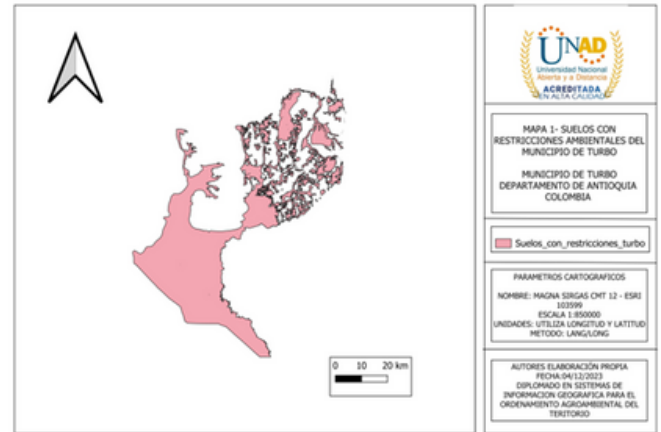 UNAD
Universidad Nacional
Abierta y a Distancia
ACREDITADA
EN ALTA CALIDAD
MAPA 1- SUELOS CON
RESTRICCIONES AMBIENTALES DEL
MUNICIPIO DE TURBO
MUNICIPIO DE TURBO
DEPARTAMENTO DE ANTIOQUIA
COLOMBIA
Suelos_con_restricciones_turbo
PARAMETROS CARTOGRAFICOS
NOMBRE: MAGNA SIRGAS CMT 12 - ESRI
103599
ESCALA 1:850000
UNIDADES: UTILIZA LONGITUD Y LATITUD
METODO: LANG/LONG
0 10 20 km
AUTORES ELABORACIÓN PROPIA
FECHA:04/12/2023
DIPLOMADO EN SISTEMAS DE
INFORMACION GEOGRAFICA PARA EL
ORDENAMIENTO AGROAMBIENTAL DEL
TERITORIO